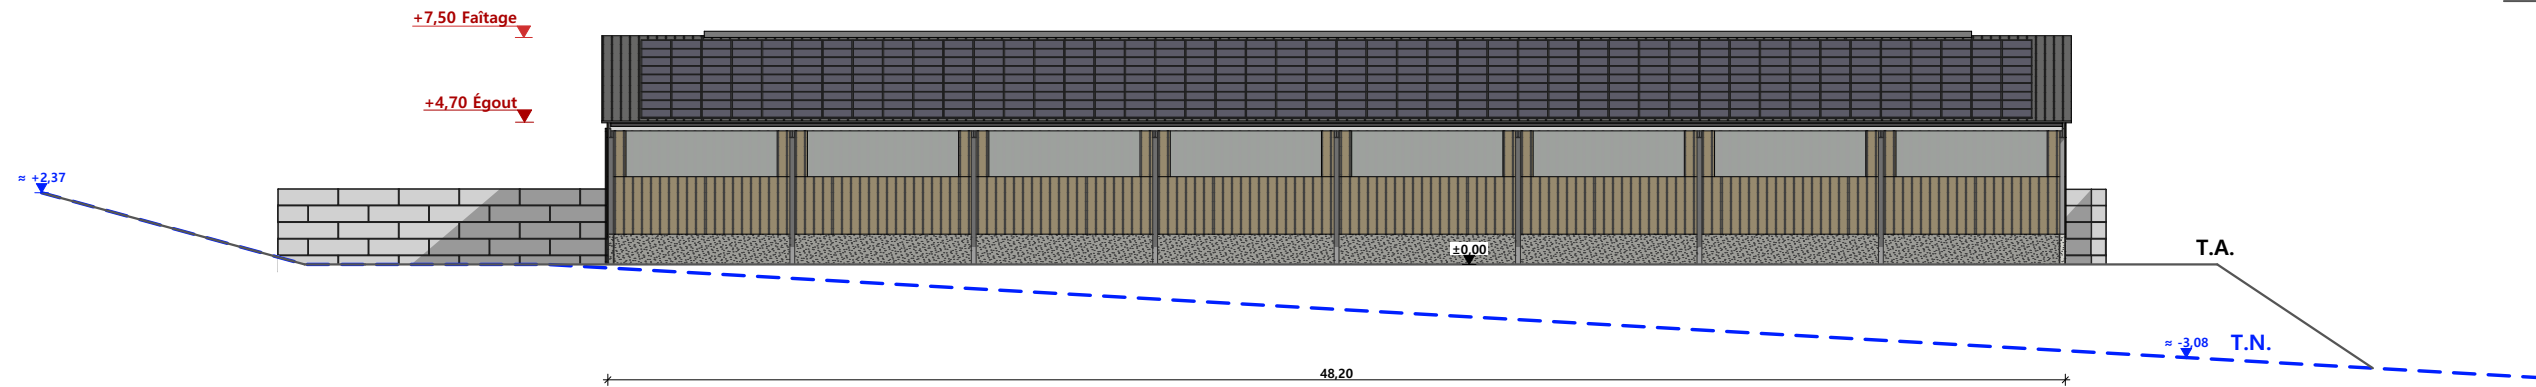 +7,50 Faîtage
+4,70 Égout
≈ +2,37
±0,00
T.A.
≈ -3,08
T.N.
48,20